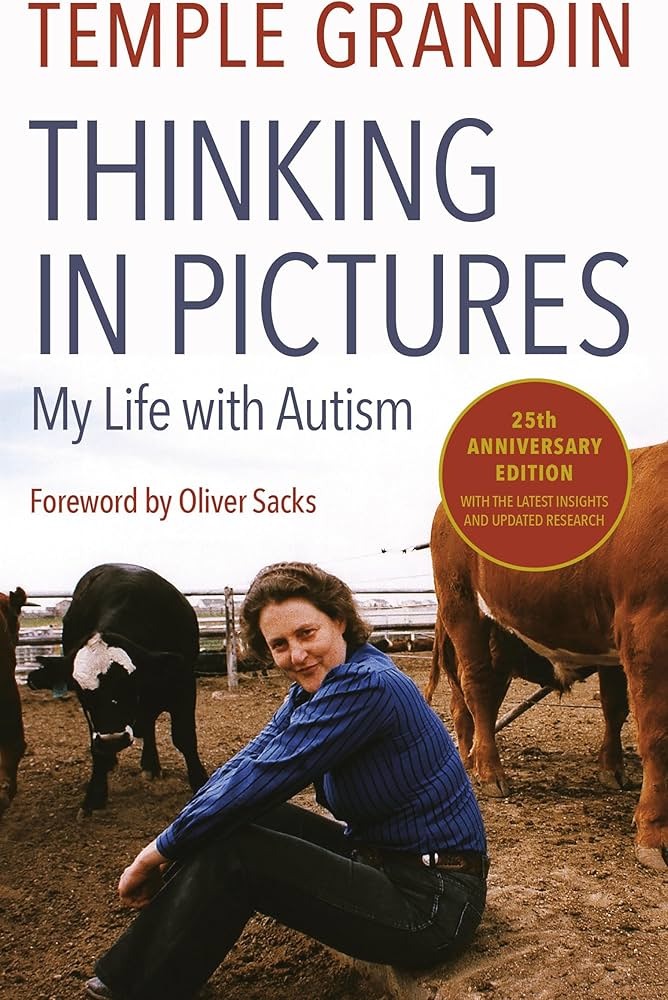 TEMPLE GRANDIN
THINKING
IN PICTURES
My Life with Autism
Foreword by Oliver Sacks
25th
ANNIVERSARY
EDITION
WITH THE LATEST INSIGHTS
AND UPDATED RESEARCH